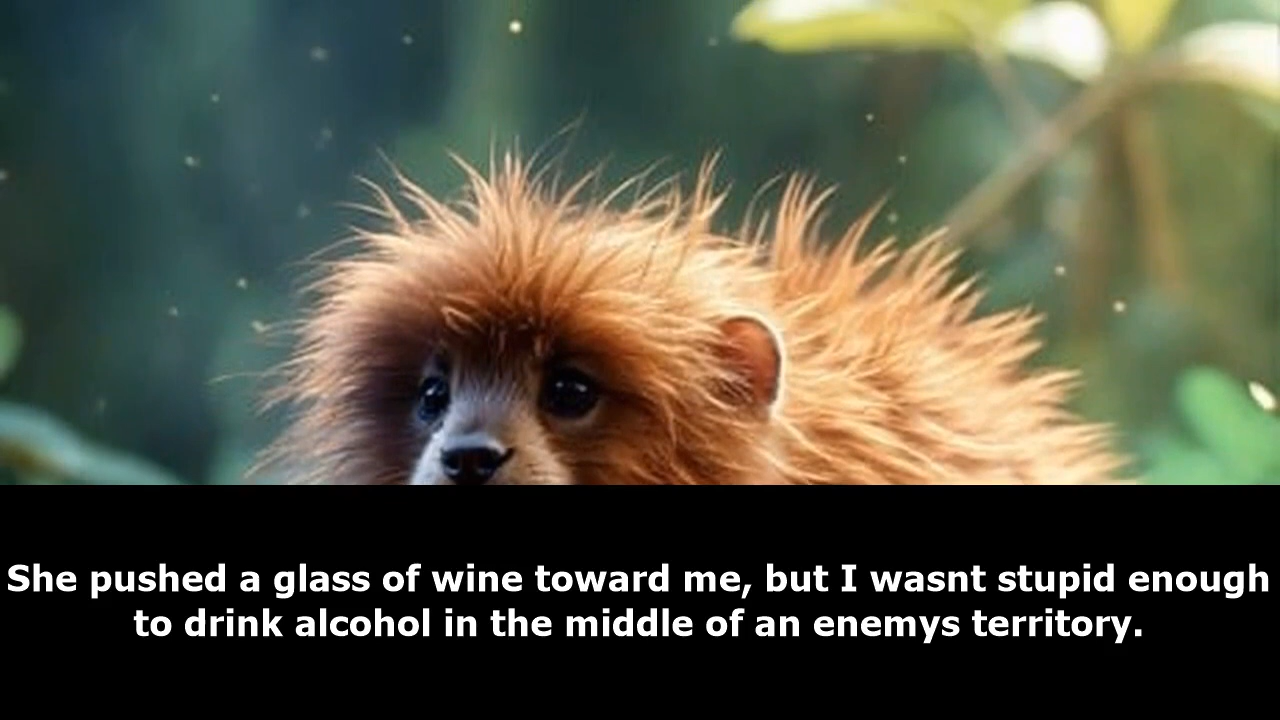 She pushed a glass of wine toward me, but I wasnt stupid enough
to drink alcohol in the middle of an enemys territory.